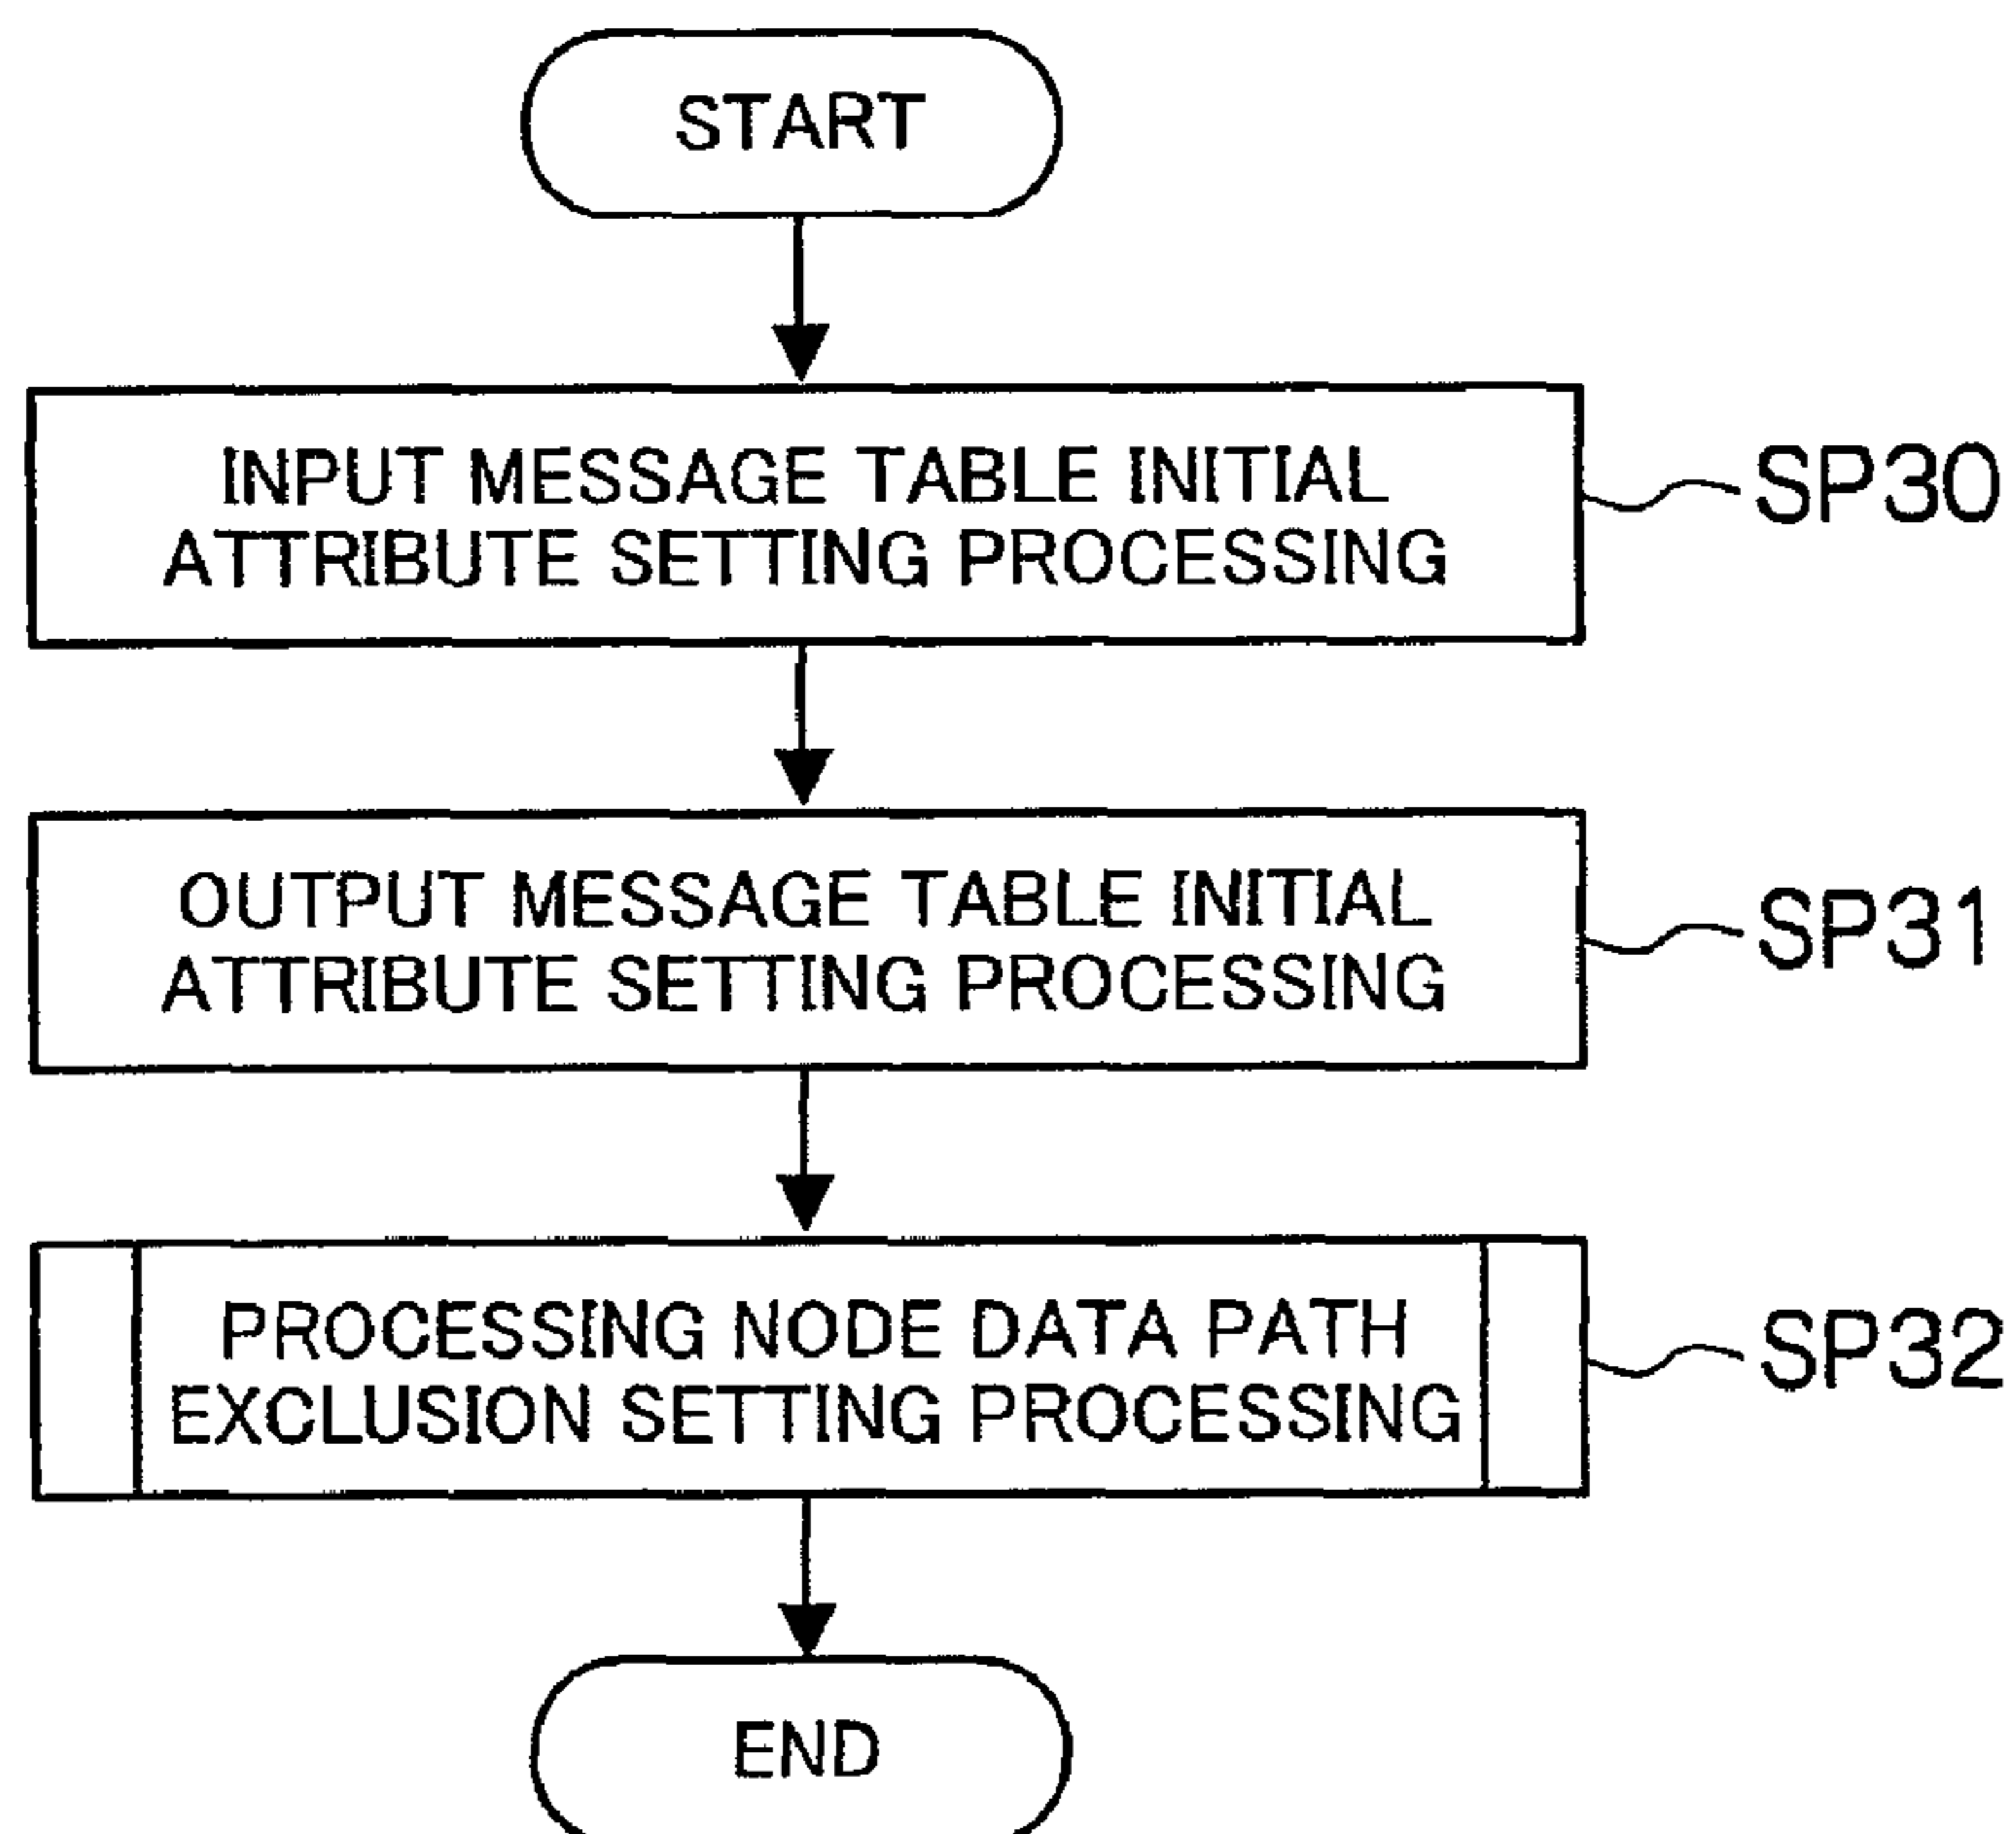 START
INPUT MESSAGE TABLE INITIAL
ATTRIBUTE SETTING PROCESSING
SP30
OUTPUT MESSAGE TABLE INITIAL
ATTRIBUTE SETTING PROCESSING
SP31
PROCESSING NODE DATA PATH
EXCLUSION SETTING PROCESSING
SP32
END